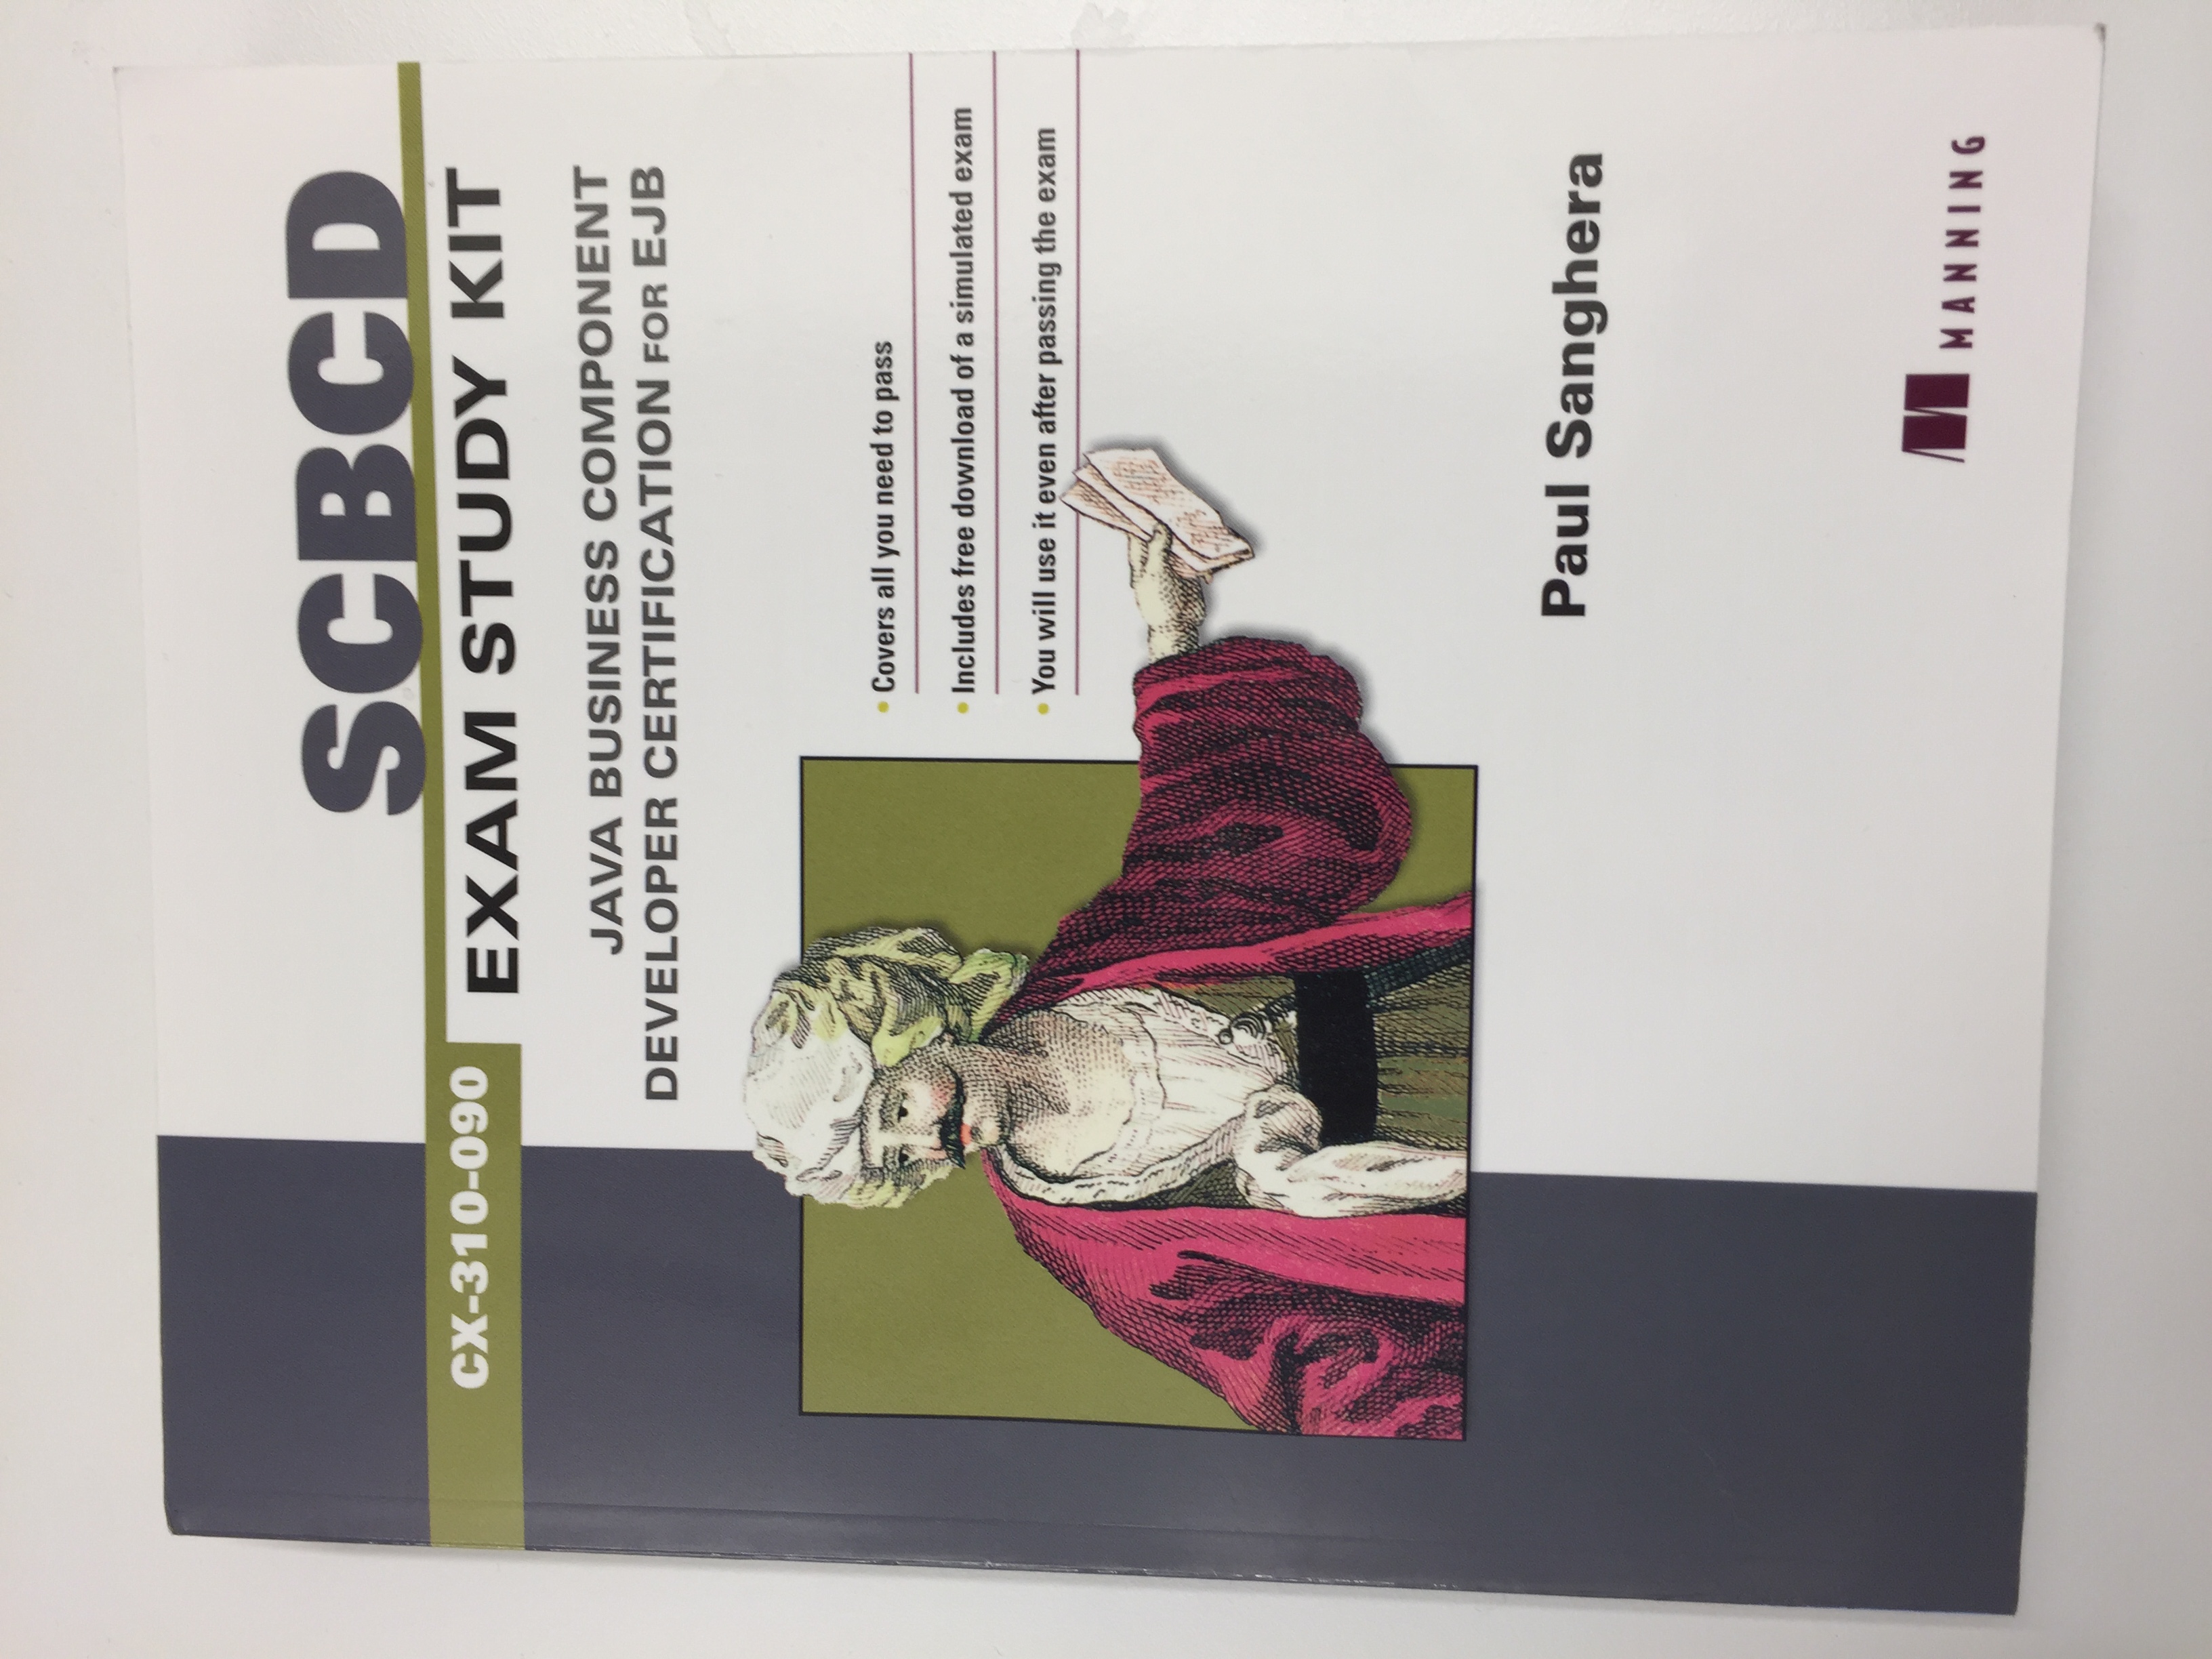 SCBCD
CX-310-090
EXAM STUDY KIT
JAVA BUSINESS COMPONENT
DEVELOPER CERTIFICATION FOR EJB
• Covers all you need to pass
• Includes free download of a simulated exam
• You will use it even after passing the exam
Paul Sanghera
MANNING